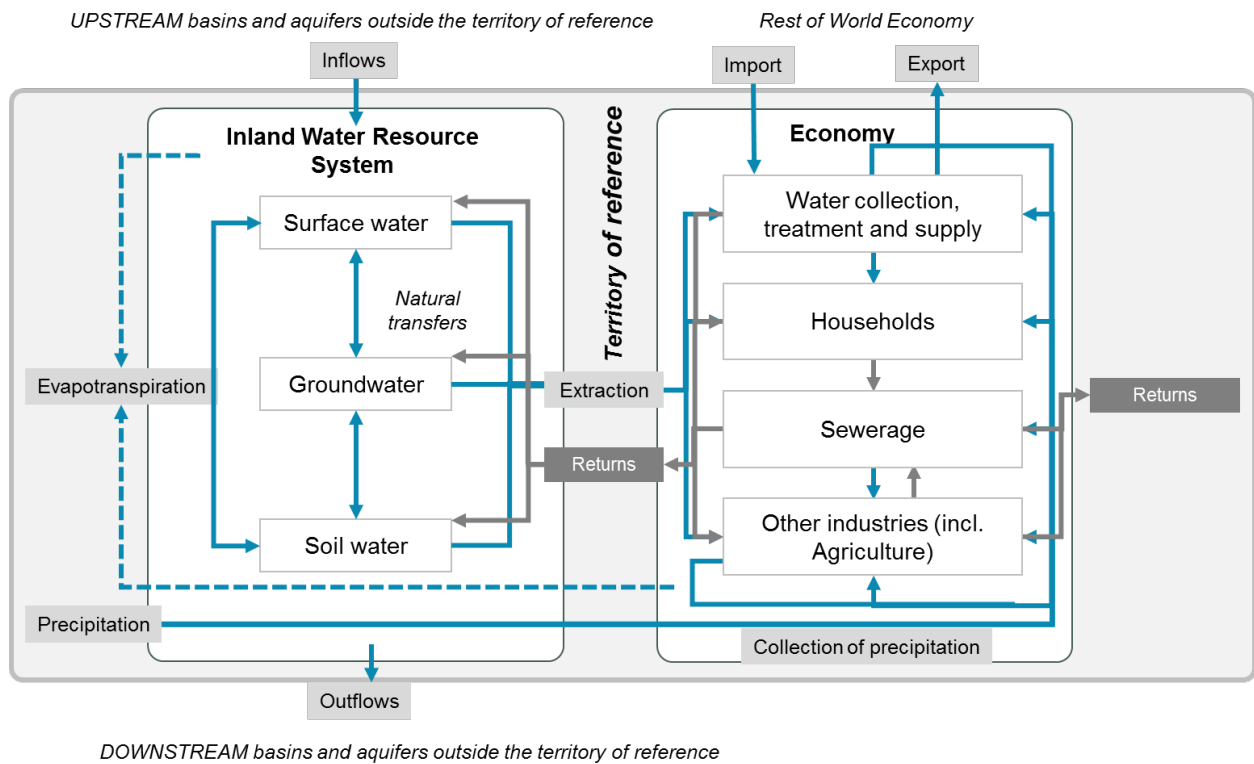 UPSTREAM basins and aquifers outside the territory of reference
Rest of World Economy
Inflows
Import
Export
Inland Water Resource
System
Territory of reference
Economy
Surface water
Water collection,
treatment and supply
Natural
transfers
Households
Evapotranspiration
Groundwater
Extraction
Returns
Sewerage
Returns
Soil water
Other industries (incl.
Agriculture)
Precipitation
Collection of precipitation
Outflows
DOWNSTREAM basins and aquifers outside the territory of reference